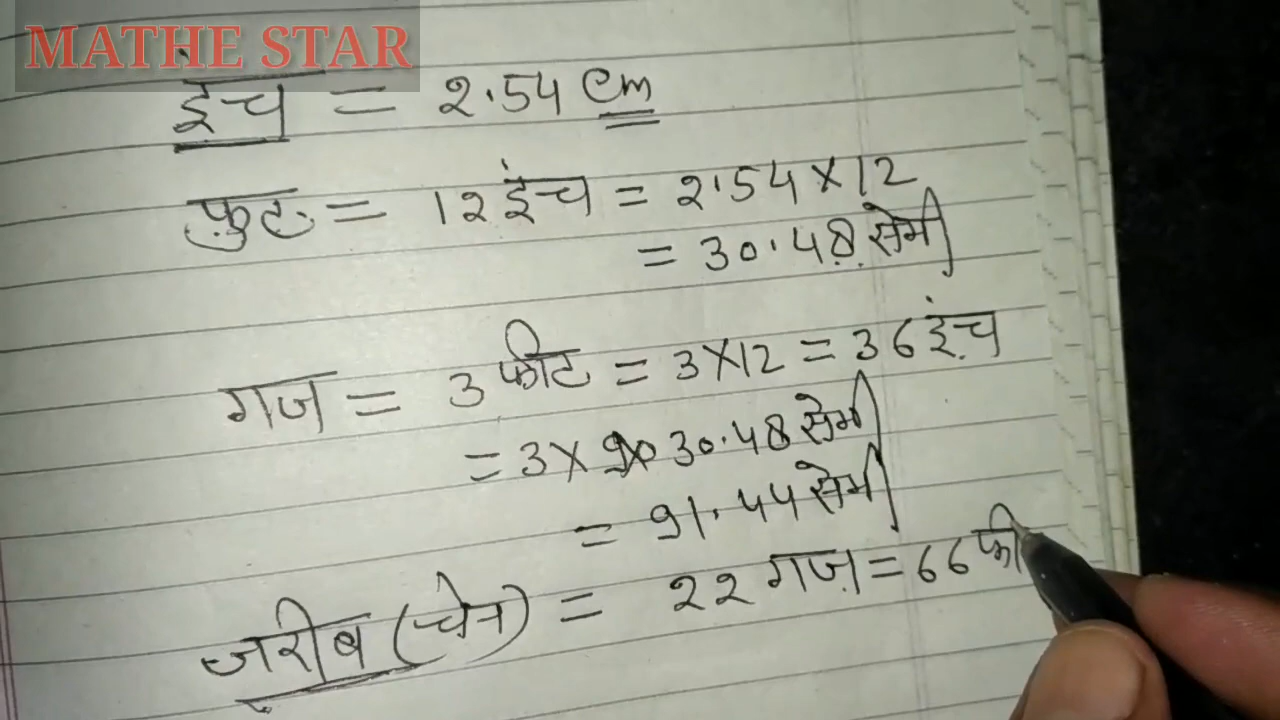 MATHE STAR
इंच = 2.54 cm
फुट = 12 इंच = 2.54 × 12
= 30.48 सेमी
गज = 3 फीट = 3×12 = 36 इंच
= 3 × 30.48 सेमी
= 91.44 सेमी
जरीब (चेन) = 22 गज़ = 66 फी